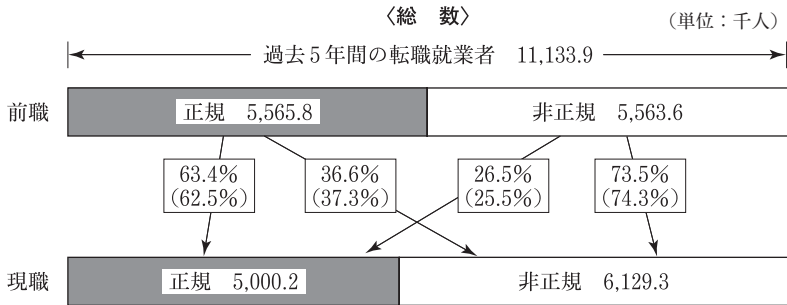 〈総　数〉
（単位：千人）
過去5年間の転職就業者　11,133.9
前職　正規　5,565.8　非正規　5,563.6
63.4%　36.6%　26.5%　73.5%
(62.5%)　(37.3%)　(25.5%)　(74.3%)
現職　正規　5,000.2　非正規　6,129.3